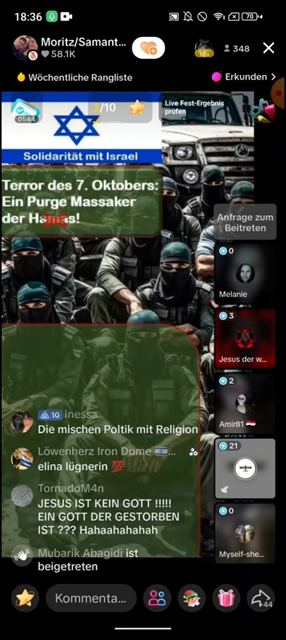 18:36
70
Moritz/Samant...
58.1K
10+
348
Wöchentliche Rangliste
Erkunden >
01:44
/10
Live Fest-Ergebnis
prüfen
Solidarität mit Israel
Terror des 7. Oktobers:
Ein Purge Massaker
der Hamas!
Anfrage zum
Beitreten
0
Melanie
3
Jesus der w...
2
Amir81
21
0
Myself-she...
10 Inessa
Die mischen Poltik mit Religion
Löwenherz Iron Dome ...
elina lügnerin 💯
TornadoM4n
JESUS IST KEIN GOTT !!!!!
EIN GOTT DER GESTORBEN
IST ??? Hahaahahahah
Mubarik Abagidi ist
beigetreten
Kommenta...
44